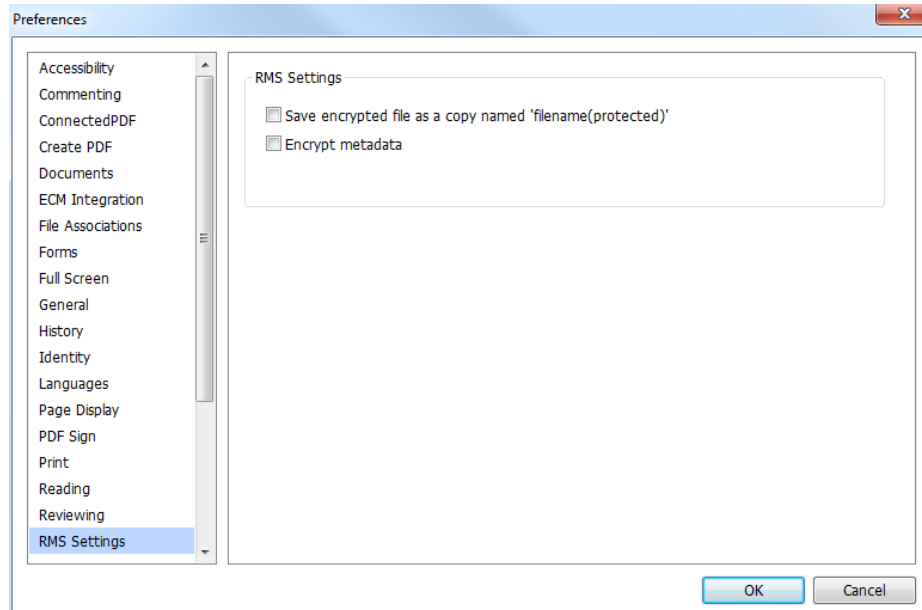 Preferences
Accessibility
Commenting
ConnectedPDF
Create PDF
Documents
ECM Integration
File Associations
Forms
Full Screen
General
History
Identity
Languages
Page Display
PDF Sign
Print
Reading
Reviewing
RMS Settings
RMS Settings
Save encrypted file as a copy named 'filename(protected)'
Encrypt metadata
OK
Cancel